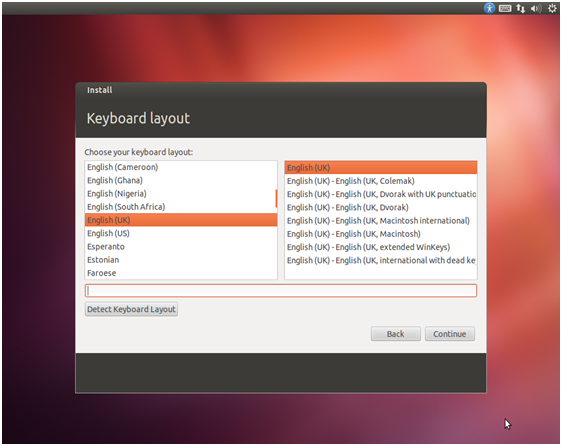 Install
Keyboard layout
Choose your keyboard layout:
English (Cameroon)
English (Ghana)
English (Nigeria)
English (South Africa)
English (UK)
English (US)
Esperanto
Estonian
Faroese
English (UK)
English (UK) - English (UK, Colemak)
English (UK) - English (UK, Dvorak with UK punctuatio
English (UK) - English (UK, Dvorak)
English (UK) - English (UK, Macintosh international)
English (UK) - English (UK, Macintosh)
English (UK) - English (UK, extended WinKeys)
English (UK) - English (UK, international with dead ke
Detect Keyboard Layout
Back
Continue